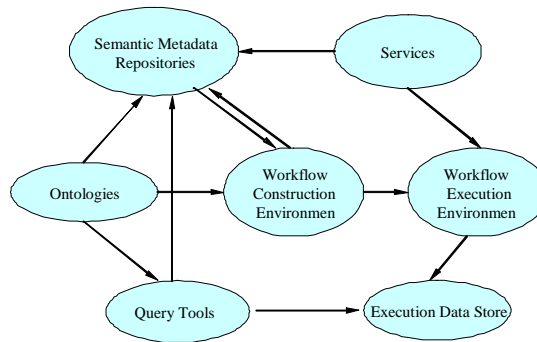 Semantic Metadata
Repositories
Services
Ontologies
Workflow
Construction
Environmen
Workflow
Execution
Environmen
Query Tools
Execution Data Store